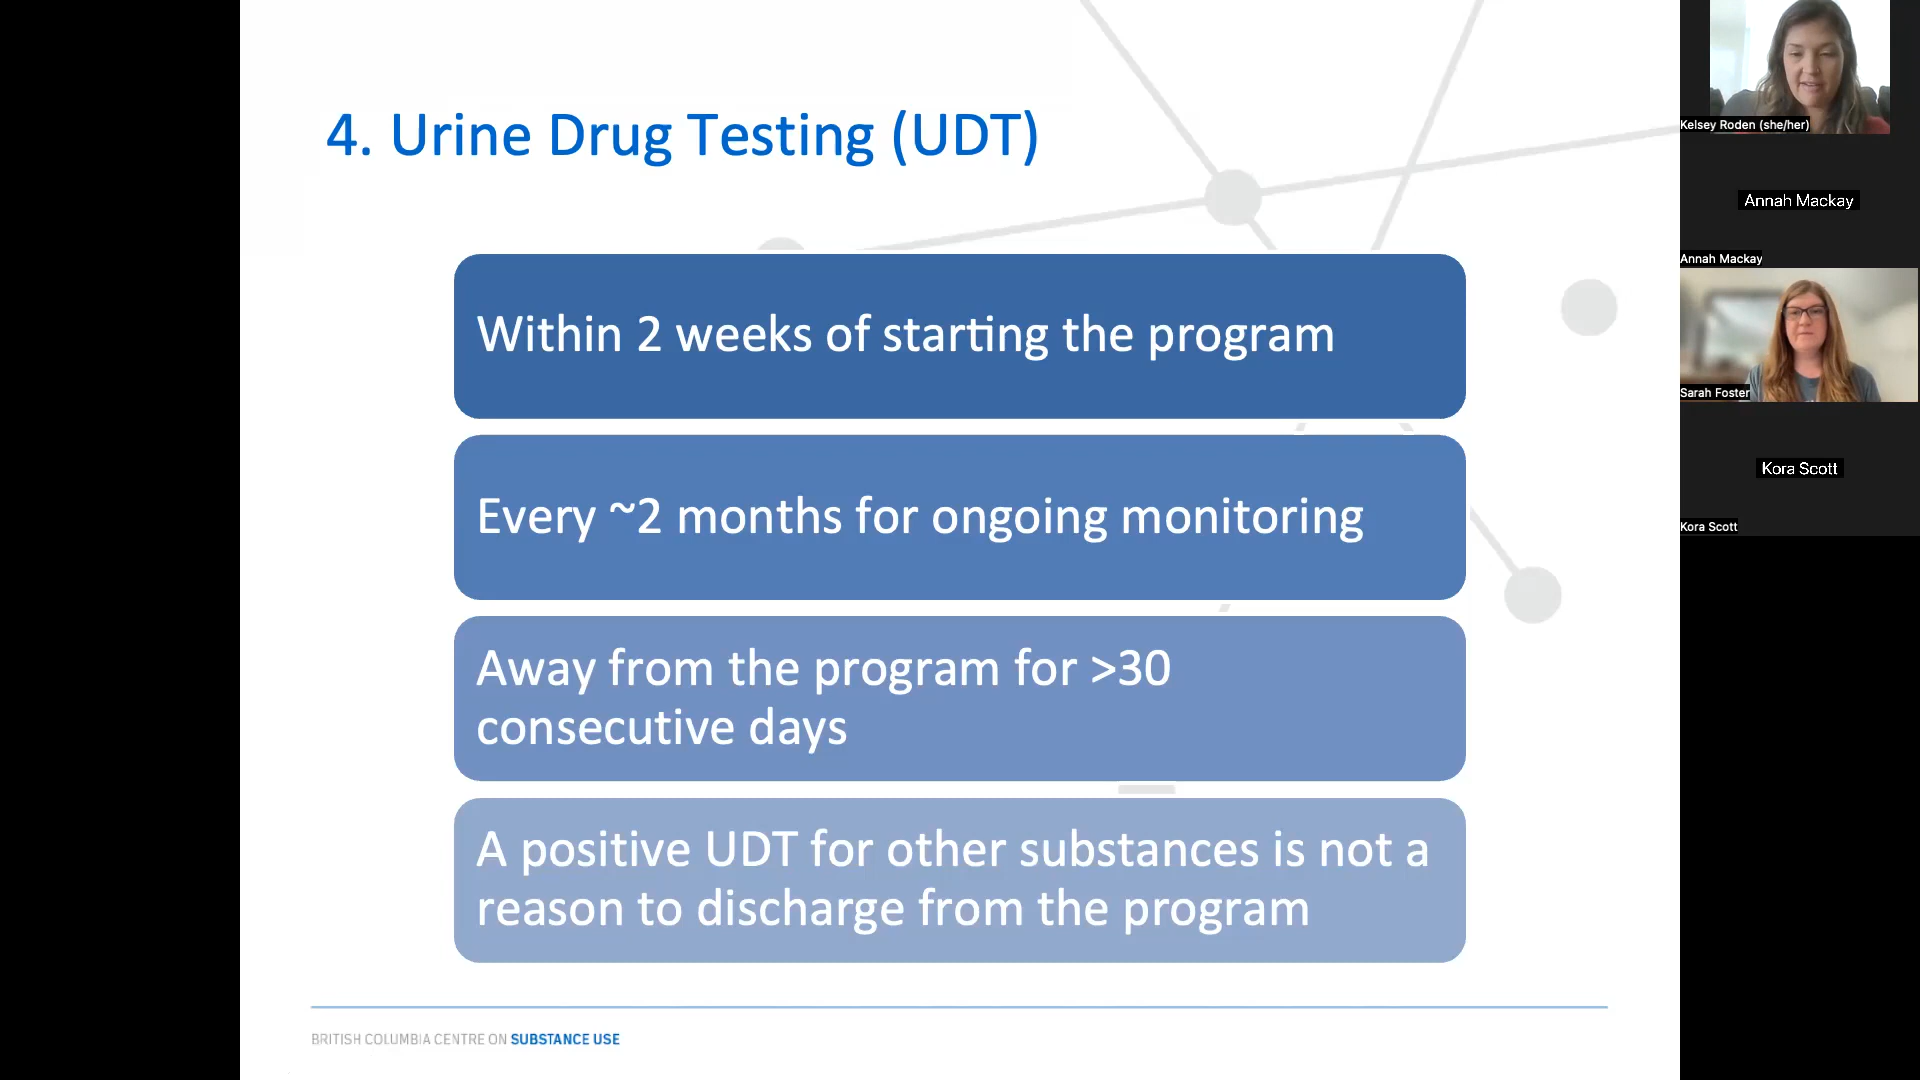 4. Urine Drug Testing (UDT)
Within 2 weeks of starting the program
Every ~2 months for ongoing monitoring
Away from the program for >30
consecutive days
A positive UDT for other substances is not a
reason to discharge from the program
BRITISH COLUMBIA CENTRE ON SUBSTANCE USE
Kelsey Roden (she/her)
Annah Mackay
Annah Mackay
Sarah Foster
Kora Scott
Kora Scott